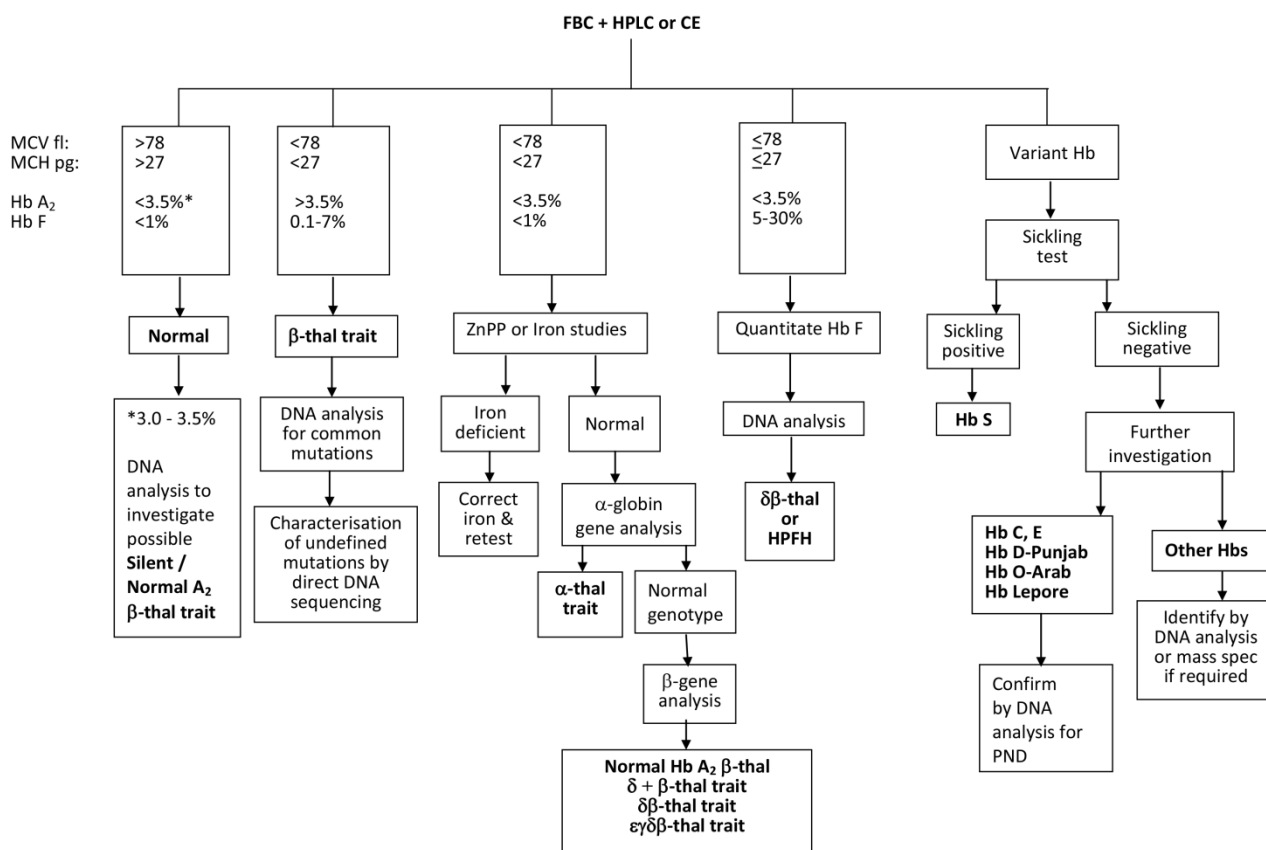 FBC + HPLC or CE
MCV fl:
MCH pg:
Hb A₂
Hb F
>78
>27
<3.5%*
<1%
Normal
*3.0 - 3.5%
DNA
analysis to
investigate
possible
Silent /
Normal A₂
β-thal trait
<78
<27
>3.5%
0.1-7%
β-thal trait
DNA analysis
for common
mutations
Characterisation
of undefined
mutations by
direct DNA
sequencing
<78
<27
<3.5%
<1%
ZnPP or Iron studies
Iron
deficient
Correct
iron &
retest
Normal
α-globin
gene analysis
α-thal
trait
Normal
genotype
β-gene
analysis
Normal Hb A₂ β-thal
δ + β-thal trait
δβ-thal trait
εγδβ-thal trait
≤78
≤27
<3.5%
5-30%
Quantitate Hb F
DNA analysis
δβ-thal
or
HPFH
Variant Hb
Sickling
test
Sickling
positive
Hb S
Sickling
negative
Further
investigation
Hb C, E
Hb D-Punjab
Hb O-Arab
Hb Lepore
Confirm
by DNA
analysis for
PND
Other Hbs
Identify by
DNA analysis
or mass spec
if required